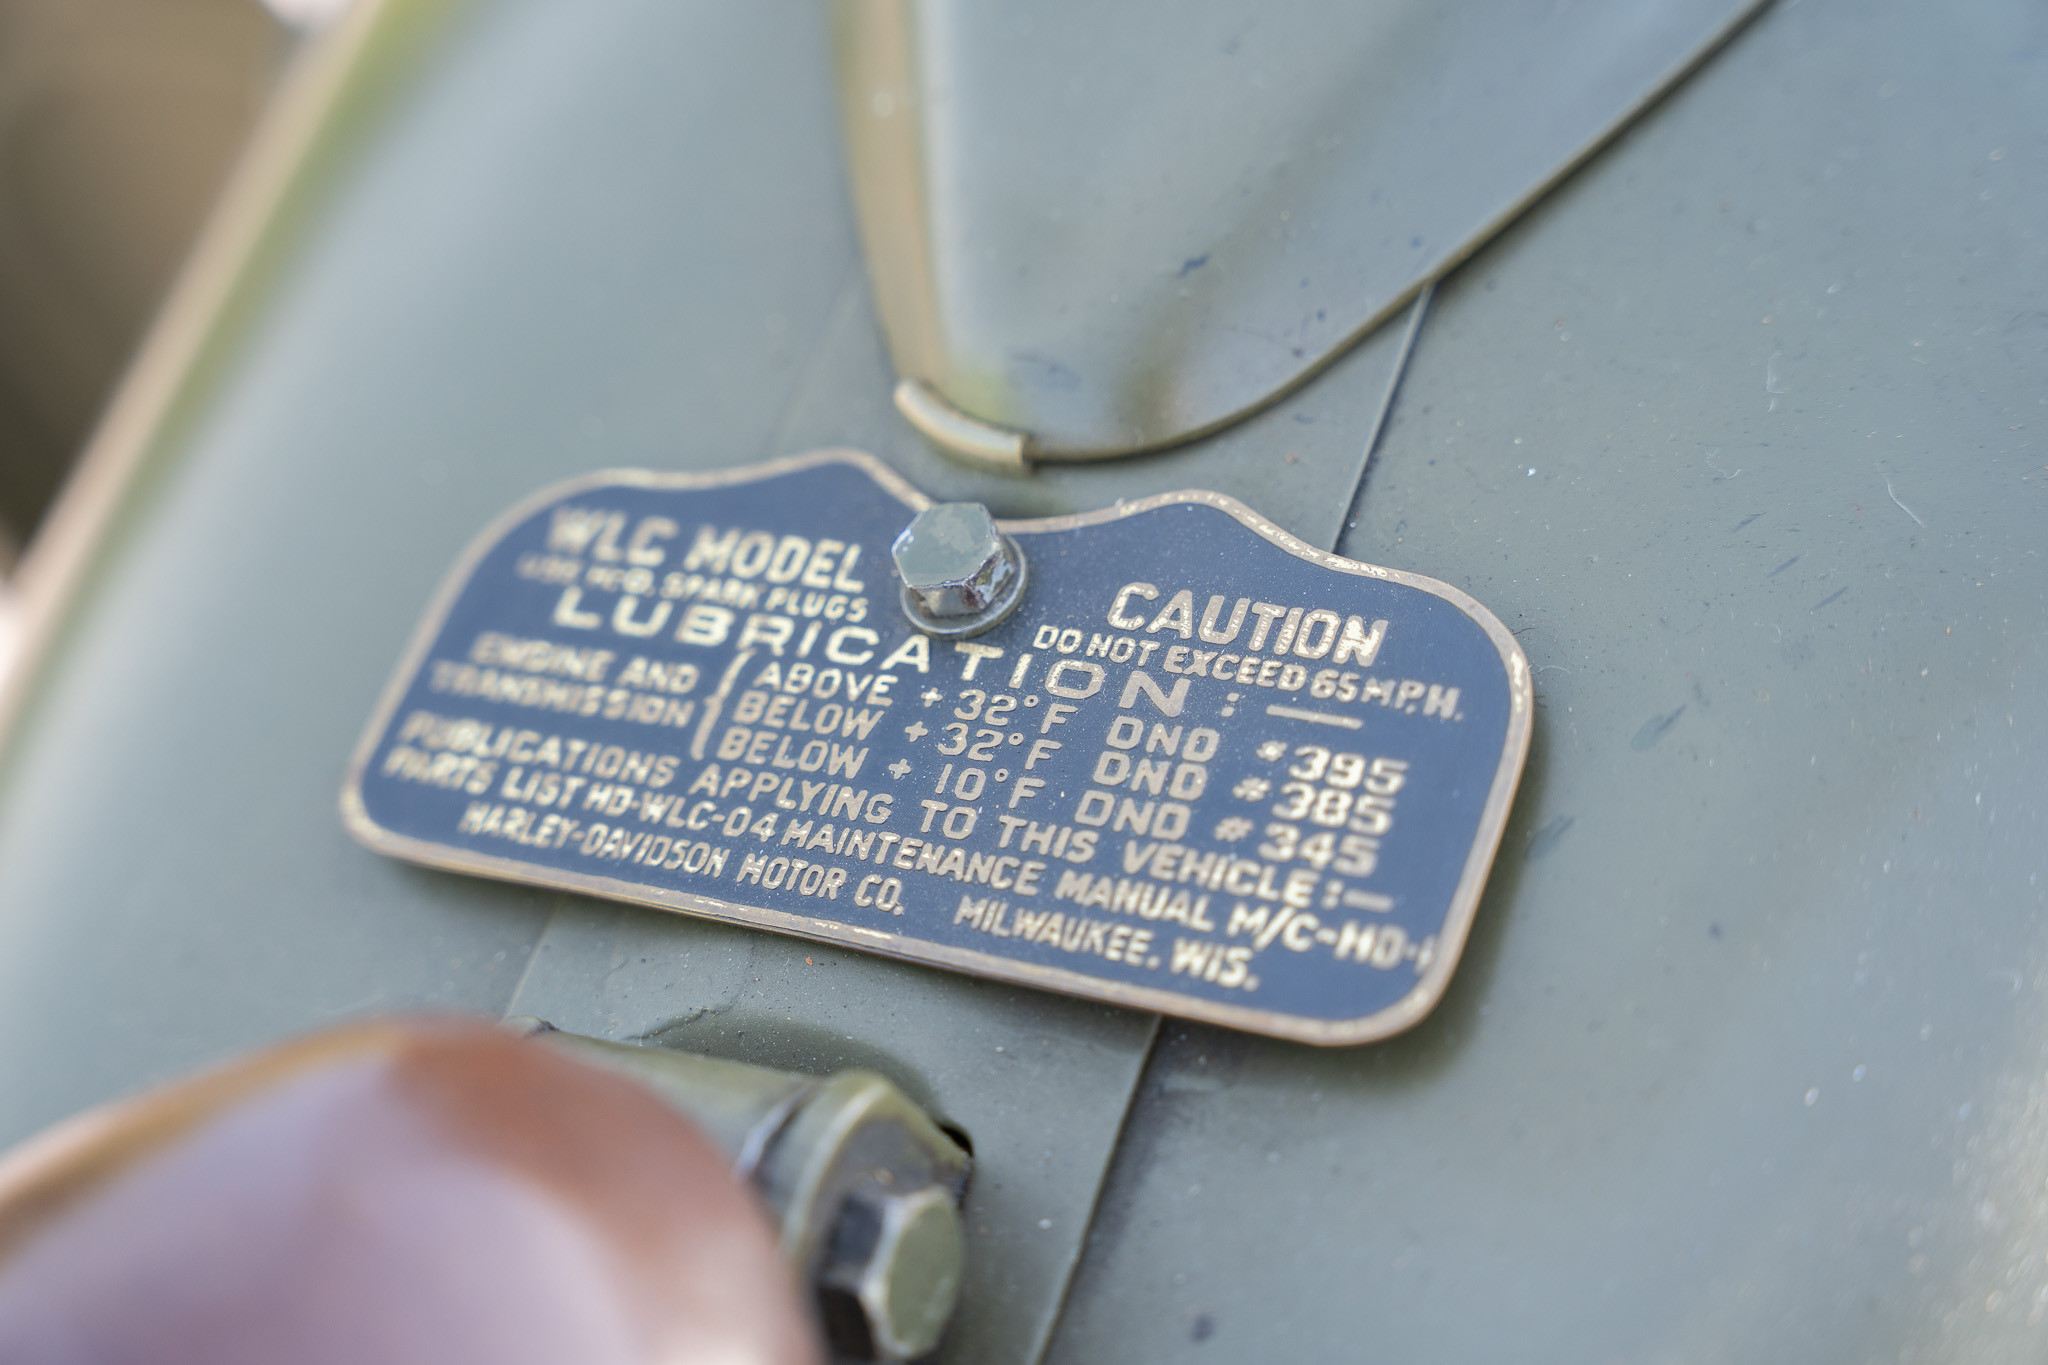 WLC MODEL
SPARK PLUGS
CAUTION
DO NOT EXCEED 65 M.P.H.
LUBRICATION:—
ENGINE AND TRANSMISSION
ABOVE +32°F DND #395
BELOW +32°F DND #385
BELOW +10°F DND #345
PUBLICATIONS APPLYING TO THIS VEHICLE:—
PARTS LIST HD-WLC-04 MAINTENANCE MANUAL M/C-HD-
HARLEY-DAVIDSON MOTOR CO. MILWAUKEE, WIS.